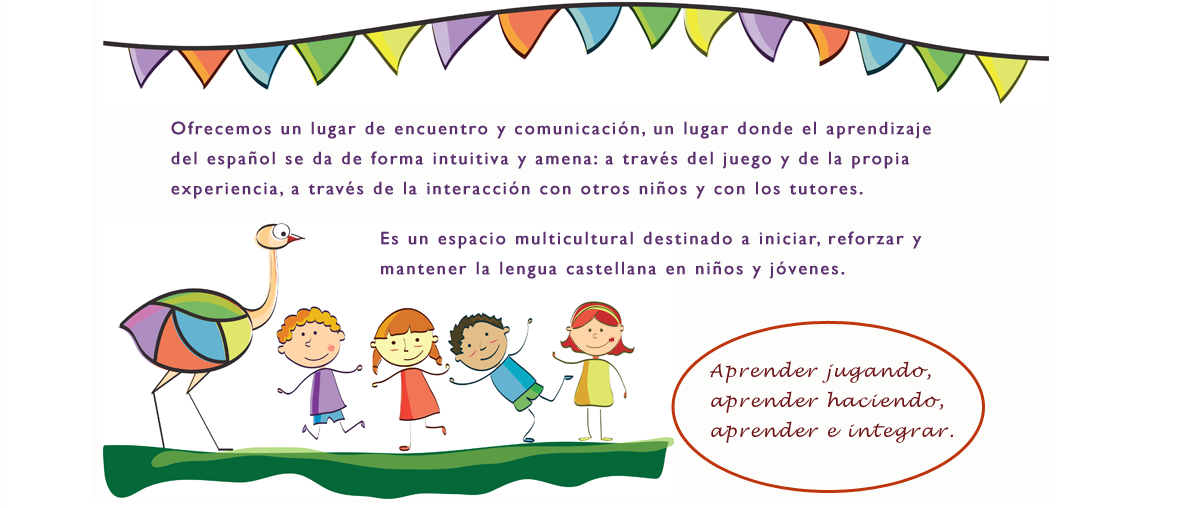 Ofrecemos un lugar de encuentro y comunicación, un lugar donde el aprendizaje
del español se da de forma intuitiva y amena: a través del juego y de la propia
experiencia, a través de la interacción con otros niños y con los tutores.
Es un espacio multicultural destinado a iniciar, reforzar y
mantener la lengua castellana en niños y jóvenes.
Aprender jugando,
aprender haciendo,
aprender e integrar.